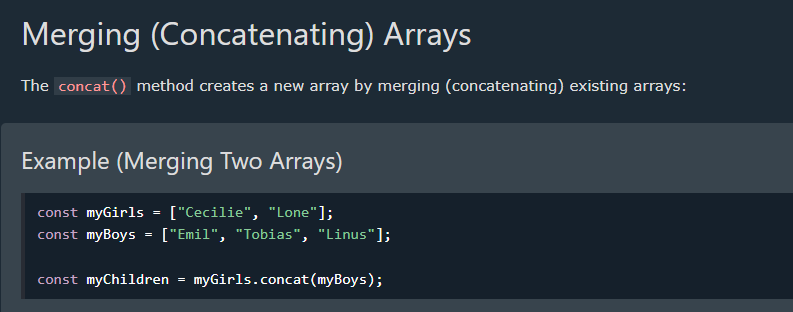 Merging (Concatenating) Arrays
The concat() method creates a new array by merging (concatenating) existing arrays:
Example (Merging Two Arrays)
const myGirls = ["Cecilie", "Lone"];
const myBoys = ["Emil", "Tobias", "Linus"];
const myChildren = myGirls.concat(myBoys);